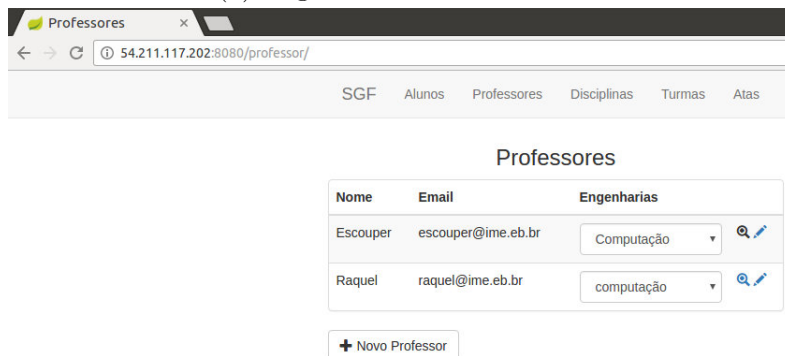 Professores ×
54.211.117.202:8080/professor/
SGF Alunos Professores Disciplinas Turmas Atas
Professores
Nome Email Engenharias
Escouper escouper@ime.eb.br Computação
Raquel raquel@ime.eb.br computação
Novo Professor